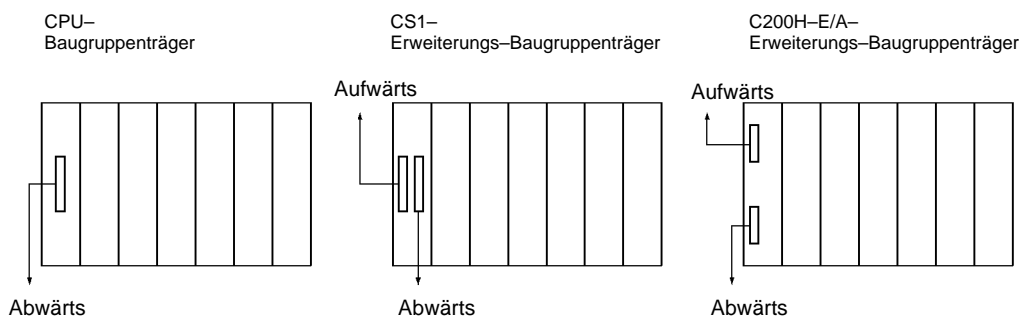 CPU–
Baugruppenträger
CS1–
Erweiterungs–Baugruppenträger
C200H–E/A–
Erweiterungs–Baugruppenträger
Aufwärts
Aufwärts
Abwärts
Abwärts
Abwärts